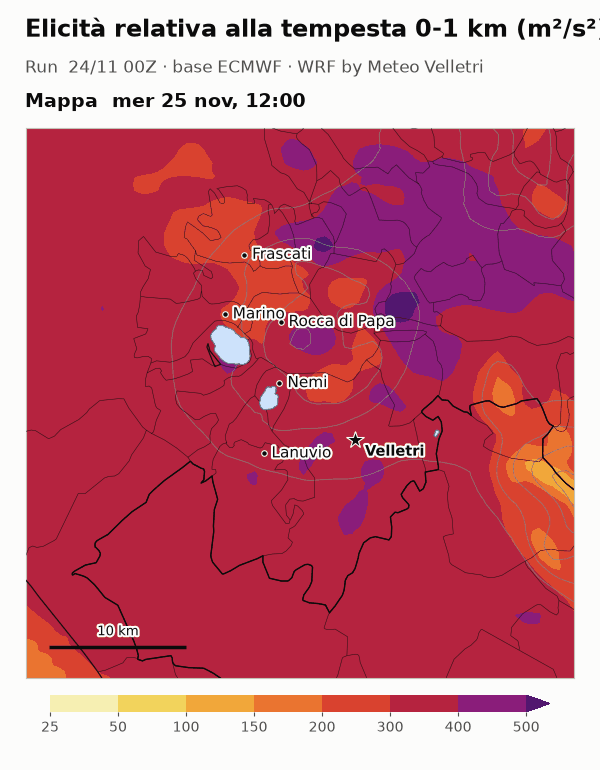 Elicità relativa alla tempesta 0-1 km (m²/s²)
Run  24/11 00Z · base ECMWF · WRF by Meteo Velletri
Mappa  mer 25 nov, 12:00
Frascati
Marino
Rocca di Papa
Nemi
Velletri
Lanuvio
10 km
25 50 100 150 200 300 400 500